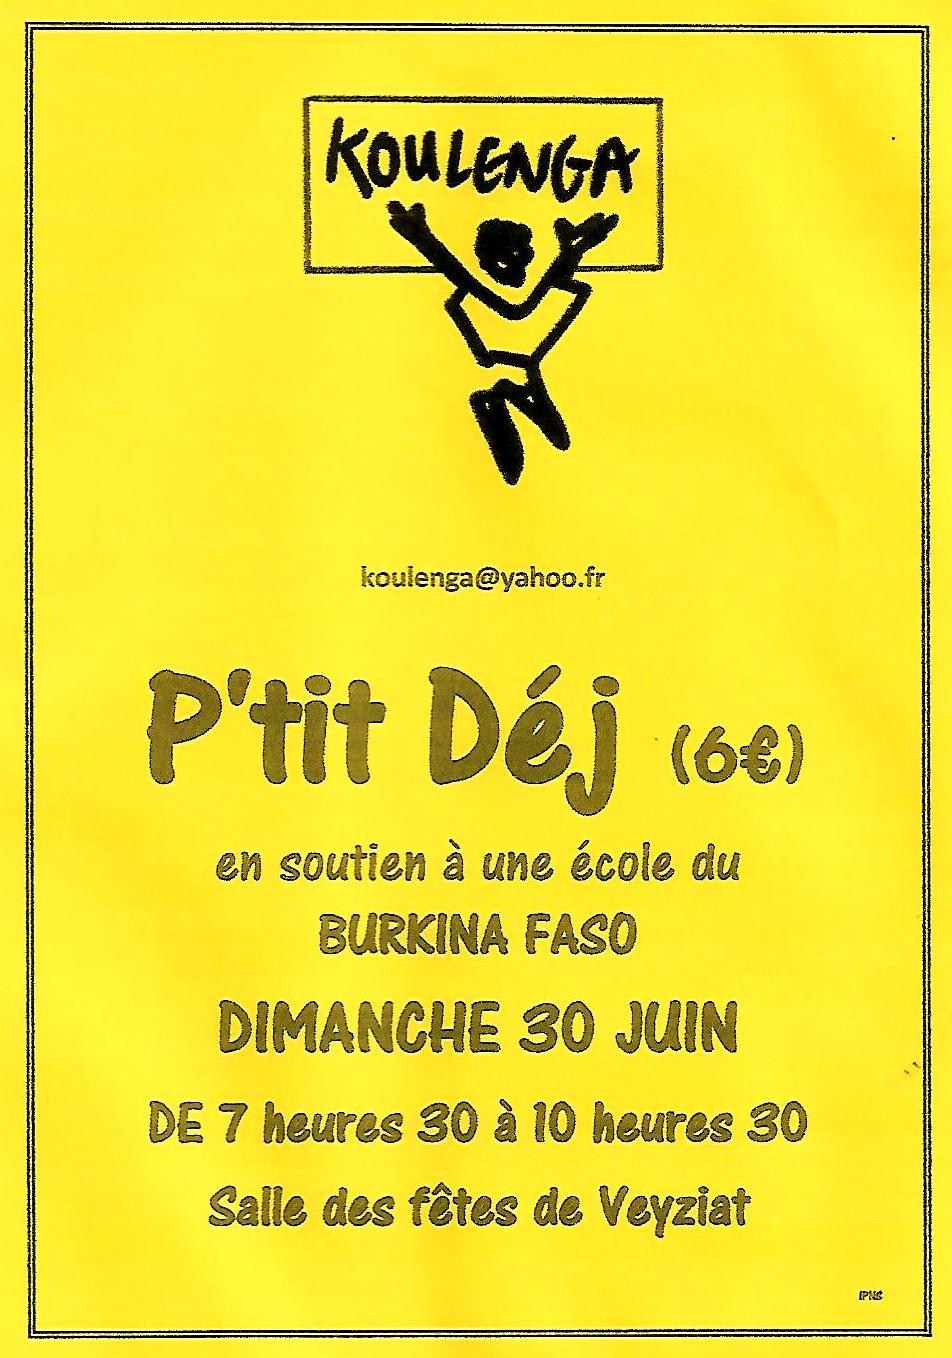 KOULENGA
koulenga@yahoo.fr
P'tit Déj (6€)
en soutien à une école du
BURKINA FASO
DIMANCHE 30 JUIN
DE 7 heures 30 à 10 heures 30
Salle des fêtes de Veyziat
IPNS